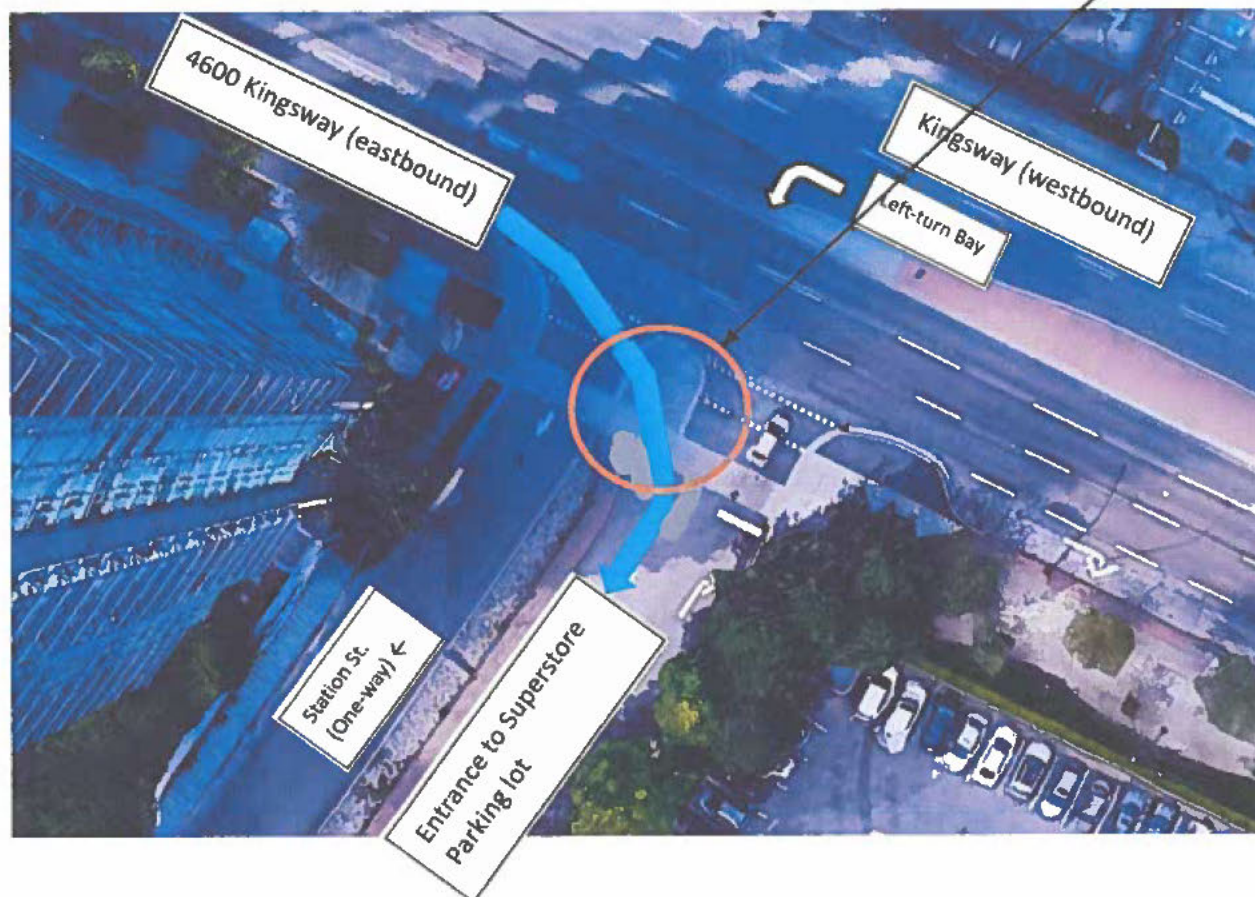 4600 Kingsway (eastbound)
Kingsway (westbound)
Left-turn Bay
Station St.
(One-way) ←
Entrance to Superstore
Parking lot